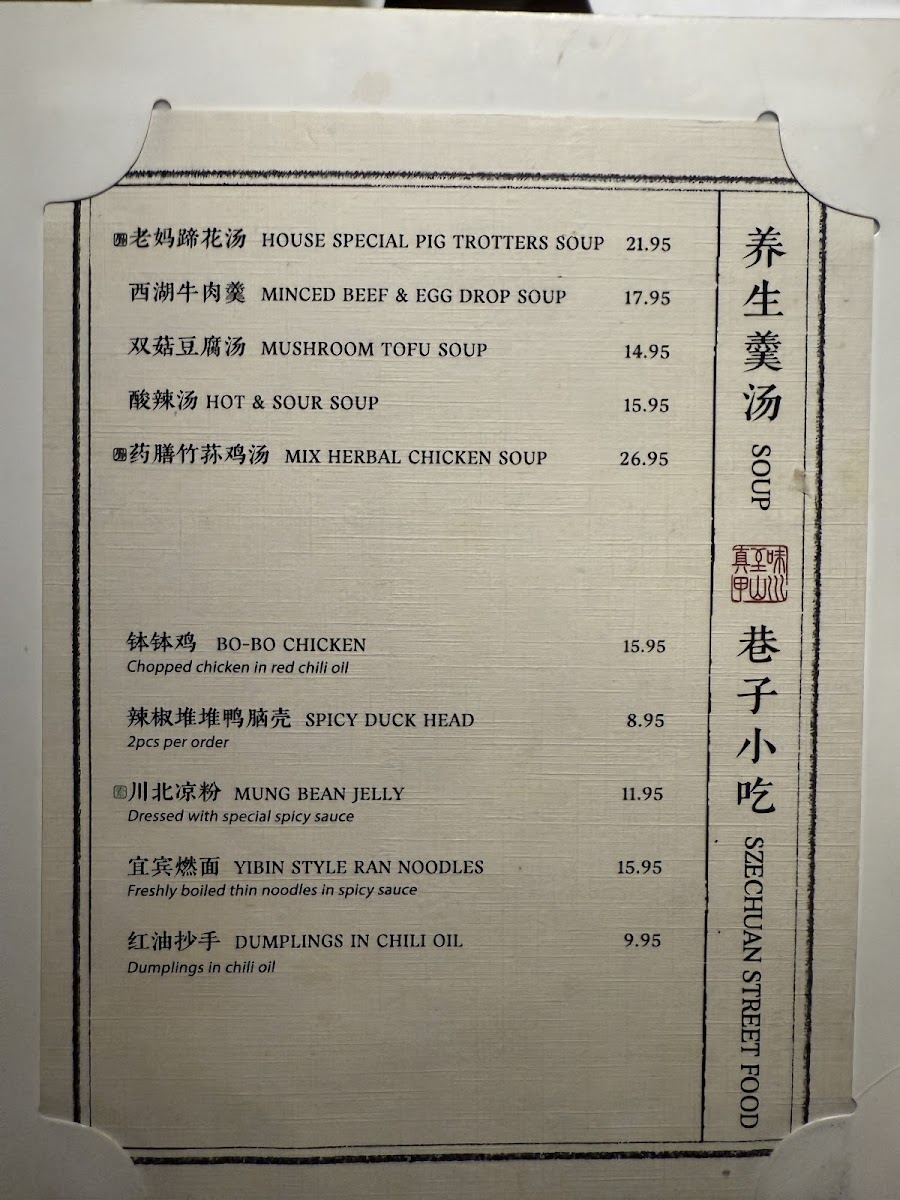 老妈蹄花汤 HOUSE SPECIAL PIG TROTTERS SOUP 21.95
西湖牛肉羹 MINCED BEEF & EGG DROP SOUP 17.95
双菇豆腐汤 MUSHROOM TOFU SOUP 14.95
酸辣汤 HOT & SOUR SOUP 15.95
药膳竹荪鸡汤 MIX HERBAL CHICKEN SOUP 26.95
养生羹汤 SOUP
钵钵鸡 BO-BO CHICKEN 15.95
Chopped chicken in red chili oil
辣椒堆堆鸭脑壳 SPICY DUCK HEAD 8.95
2pcs per order
川北凉粉 MUNG BEAN JELLY 11.95
Dressed with special spicy sauce
宜宾燃面 YIBIN STYLE RAN NOODLES 15.95
Freshly boiled thin noodles in spicy sauce
红油抄手 DUMPLINGS IN CHILI OIL 9.95
Dumplings in chili oil
巷子小吃 SZECHUAN STREET FOOD